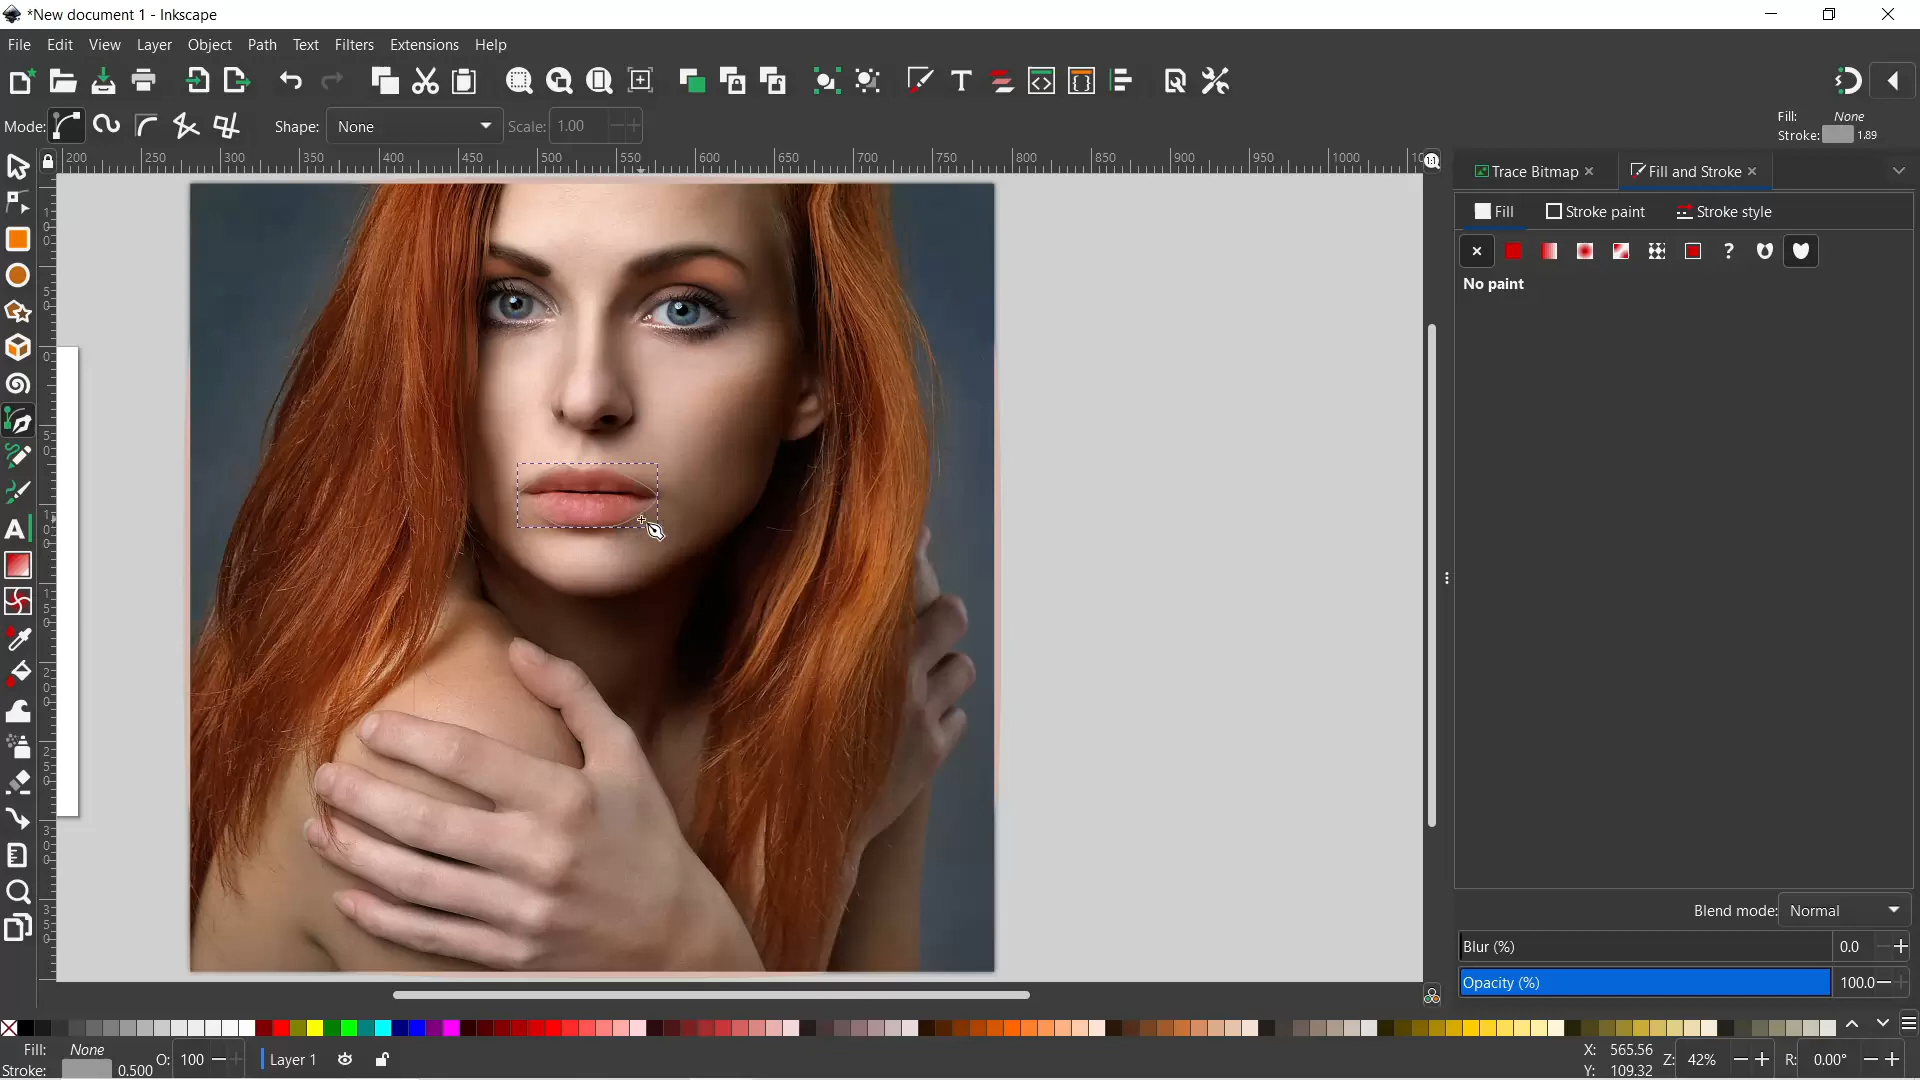 *New document 1 - Inkscape
File Edit View Layer Object Path Text Filters Extensions Help
Mode: Shape: None Scale: 1.00
Fill: None
Stroke: 1.89
200 250 300 350 400 450 500 550 600 650 700 750 800 850 900 950 1000
Trace Bitmap Fill and Stroke
Fill Stroke paint Stroke style
No paint
Blend mode: Normal
Blur (%) 0.0
Opacity (%) 100.0
Fill: None
Stroke: 0.500
O: 100
Layer 1
X: 565.56
Y: 109.32
Z: 42%
R: 0.00°